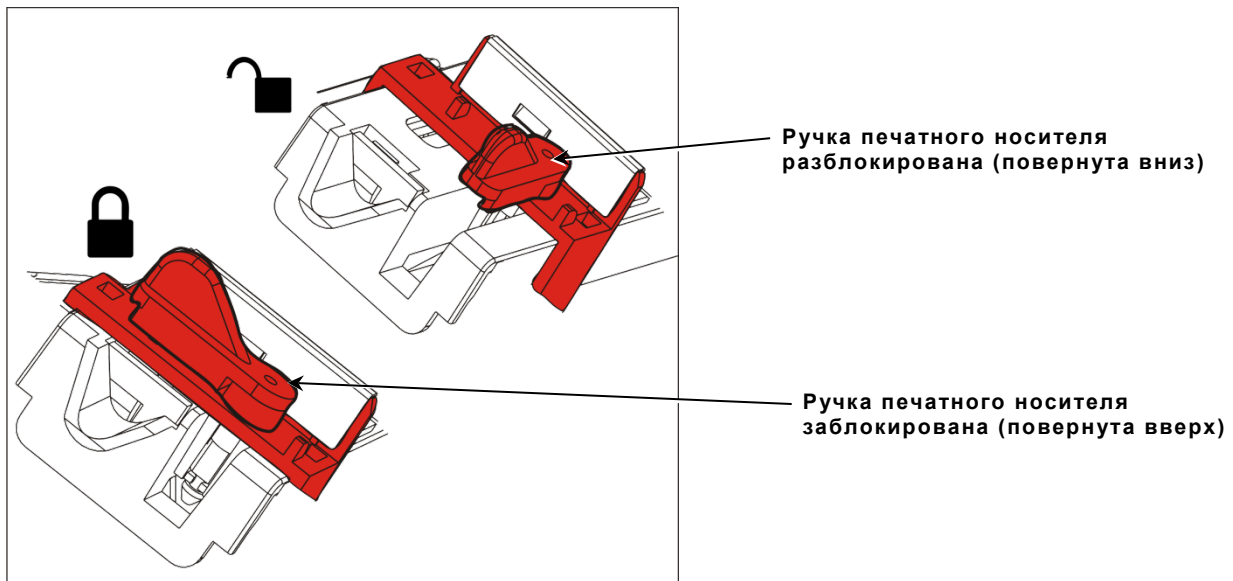 Ручка печатного носителя
разблокирована (повернута вниз)
Ручка печатного носителя
заблокирована (повернута вверх)